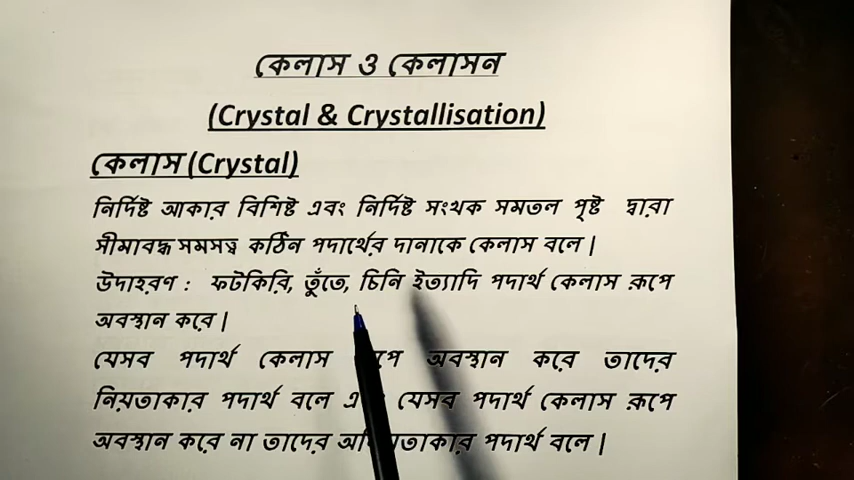 কেলাস ও কেলাসন
(Crystal & Crystallisation)
কেলাস (Crystal)
নির্দিষ্ট আকার বিশিষ্ট এবং নির্দিষ্ট সংখক সমতল পৃষ্ট দ্বারা
সীমাবদ্ধ সমসত্ব কঠিন পদার্থের দানাকে কেলাস বলে |
উদাহরণ : ফটকিরি, তুঁতে, চিনি ইত্যাদি পদার্থ কেলাস রূপে
অবস্থান করে |
যেসব পদার্থ কেলাস অবস্থান করে তাদের
নিয়তাকার পদার্থ বলে যেসব পদার্থ কেলাস রূপে
অবস্থান করে না তাদের পদার্থ বলে |